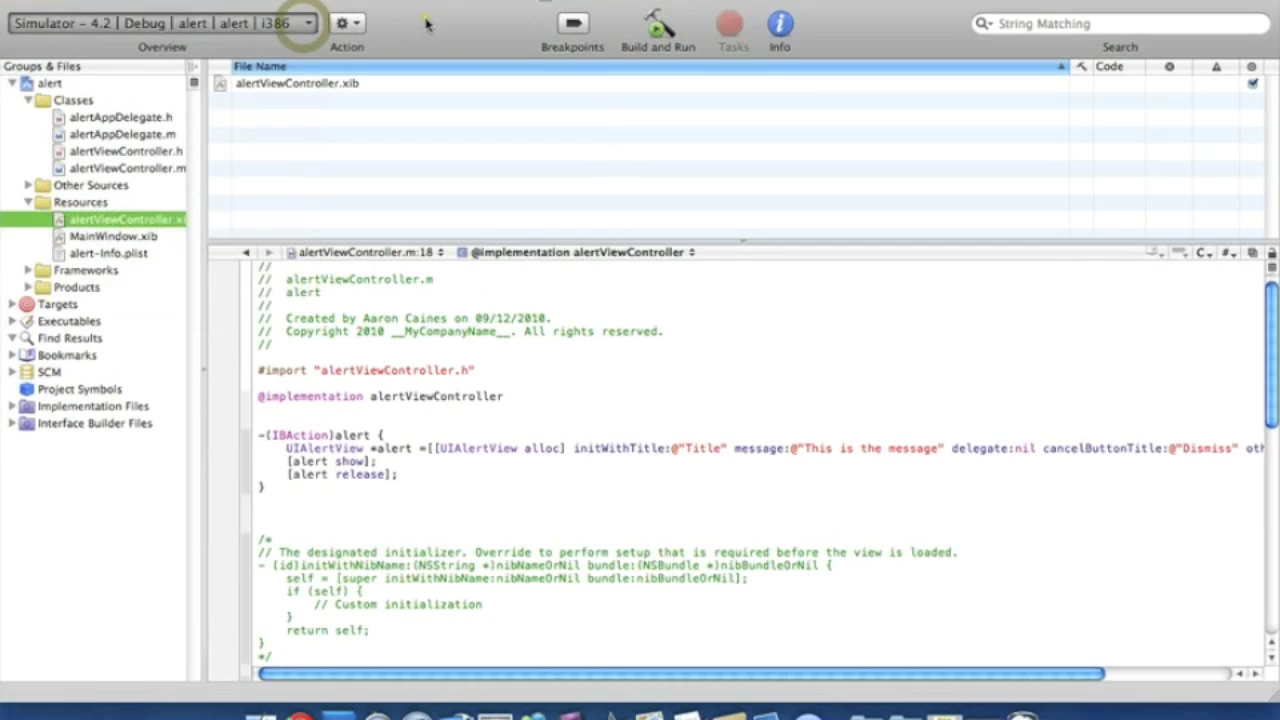 Simulator – 4.2 | Debug | alert | alert | i386
String Matching
Overview
Action
Breakpoints
Build and Run
Tasks
Info
Search
Groups & Files
File Name
Code
alert
alertViewController.xib
Classes
alertAppDelegate.h
alertAppDelegate.m
alertViewController.h
alertViewController.m
Other Sources
Resources
alertViewController.xi
MainWindow.xib
alert-Info.plist
Frameworks
Products
Targets
Executables
Find Results
Bookmarks
SCM
Project Symbols
Implementation Files
Interface Builder Files
alertViewController.m:18
@implementation alertViewController
C
#
//
// alertViewController.m
// alert
//
// Created by Aaron Caines on 09/12/2010.
// Copyright 2010 __MyCompanyName__. All rights reserved.
//
#import "alertViewController.h"
@implementation alertViewController
-(IBAction)alert {
UIAlertView *alert =[[UIAlertView alloc] initWithTitle:@"Title" message:@"This is the message" delegate:nil cancelButtonTitle:@"Dismiss" oth
[alert show];
[alert release];
}
/*
// The designated initializer. Override to perform setup that is required before the view is loaded.
- (id)initWithNibName:(NSString *)nibNameOrNil bundle:(NSBundle *)nibBundleOrNil {
self = [super initWithNibName:nibNameOrNil bundle:nibBundleOrNil];
if (self) {
// Custom initialization
}
return self;
}
*/